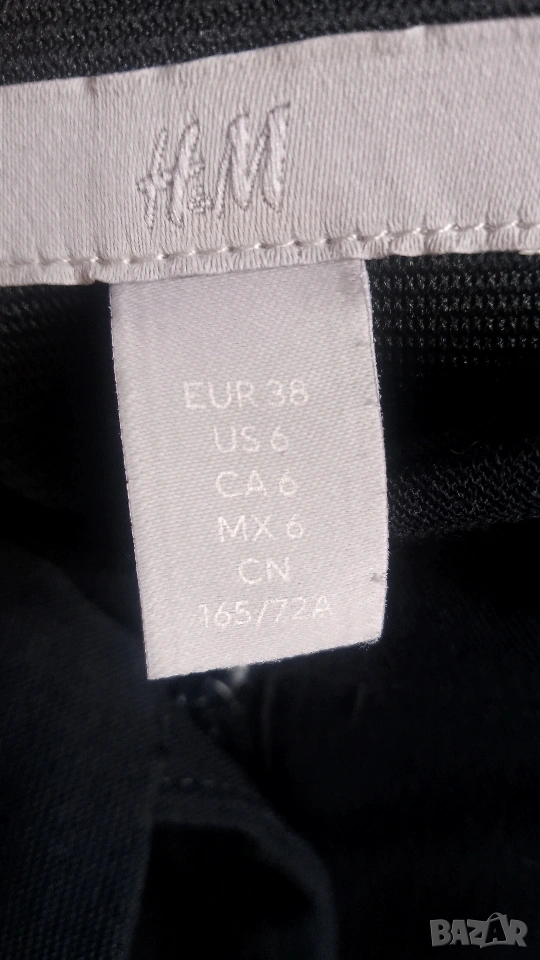 H&M
EUR 38
US 6
CA 6
MX 6
CN
165/72A
BAZAR